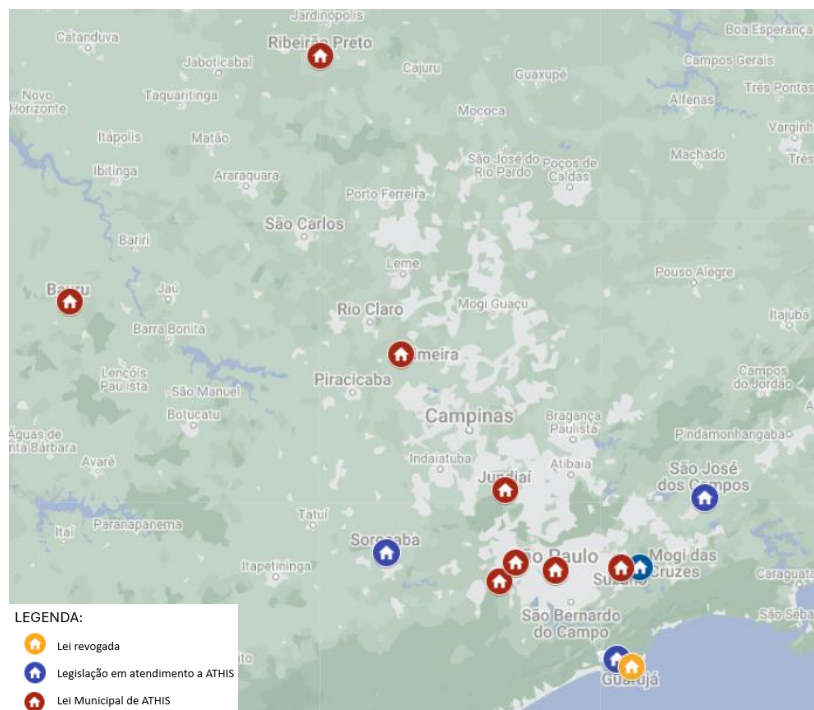 Jardinópolis
Boa Esperança
Catanduva
Ribeirão Preto
Jaboticabal
Cajuru
Guaxupé
Campos Gerais
Três Pontas
Novo
Horizonte
Taquaritinga
Alfenas
Mococa
Itápolis
Matão
Varginh
Ibitinga
Araraquara
São José do
Rio Pardo
Poços de
Caldas
Machado
Três
Porto Ferreira
São Carlos
Bariri
Leme
Pouso Alegre
Bauru
Jaú
Rio Claro
Mogi Guaçu
Itajubá
Barra Bonita
imeira
Lençóis
Paulista
São Manuel
Piracicaba
Campos
do Jordão
Botucatu
Campinas
Bragança
Paulista
Águas de
nta Bárbara
Avaré
Indaiatuba
Atibaia
Pindamonhangaba
Jundiaí
São José
dos Campos
Itaí
Paranapanema
Tatuí
Sorocaba
Itapetininga
o Paulo
Mogi das
Cruzes
Suzano
Caraguata
São Bernardo
do Campo
São Seba
ito
Guarujá
LEGENDA:
Lei revogada
Legislação em atendimento a ATHIS
Lei Municipal de ATHIS